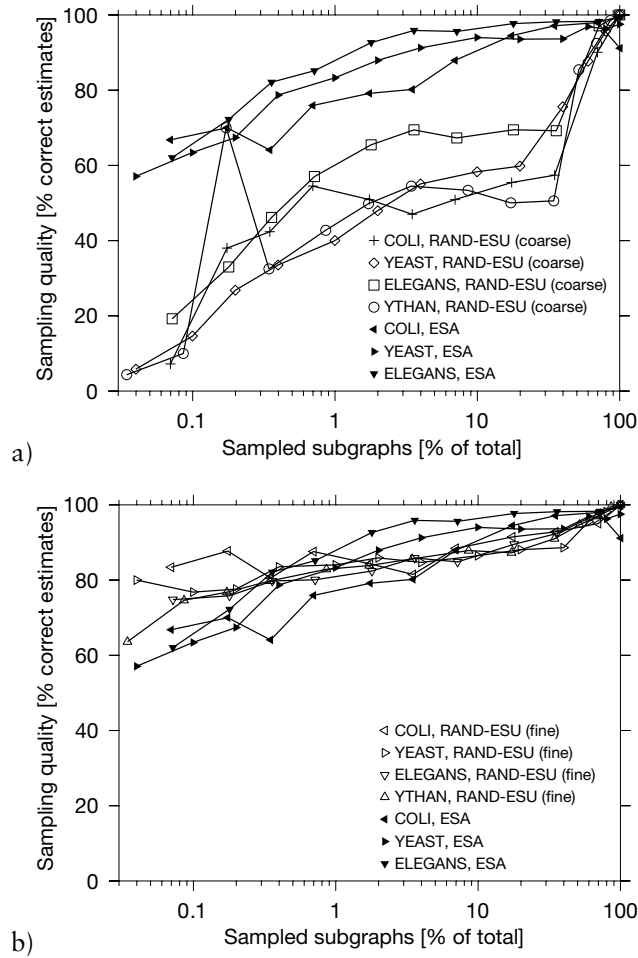 100
80
60
40
20
0
Sampling quality [% correct estimates]
COLI, RAND-ESU (coarse)
YEAST, RAND-ESU (coarse)
ELEGANS, RAND-ESU (coarse)
YTHAN, RAND-ESU (coarse)
COLI, ESA
YEAST, ESA
ELEGANS, ESA
0.1 1 10 100
Sampled subgraphs [% of total]
a)
100
80
60
40
20
0
Sampling quality [% correct estimates]
COLI, RAND-ESU (fine)
YEAST, RAND-ESU (fine)
ELEGANS, RAND-ESU (fine)
YTHAN, RAND-ESU (fine)
COLI, ESA
YEAST, ESA
ELEGANS, ESA
0.1 1 10 100
Sampled subgraphs [% of total]
b)